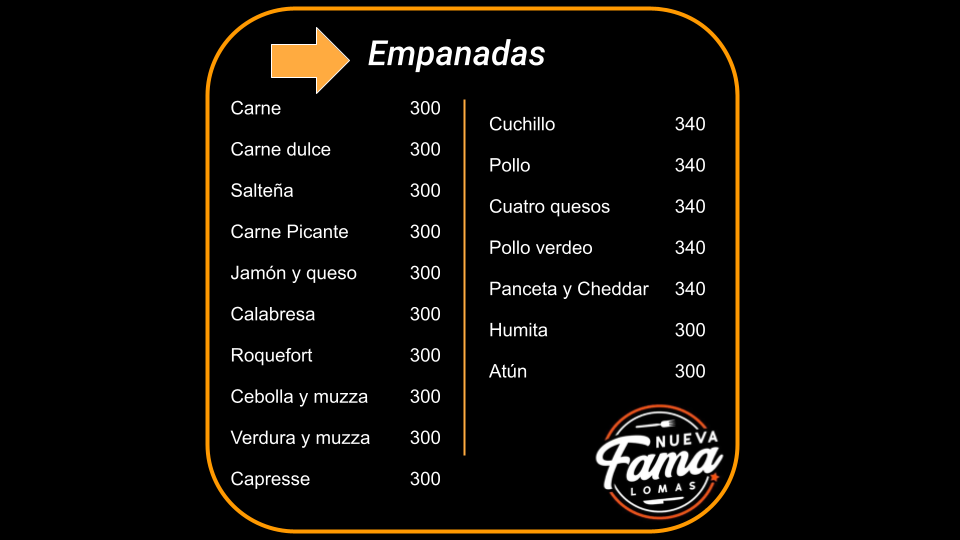 Empanadas
Carne 300
Carne dulce 300
Salteña 300
Carne Picante 300
Jamón y queso 300
Calabresa 300
Roquefort 300
Cebolla y muzza 300
Verdura y muzza 300
Capresse 300
Cuchillo 340
Pollo 340
Cuatro quesos 340
Pollo verdeo 340
Panceta y Cheddar 340
Humita 300
Atún 300
NUEVA
Fama
LOMAS